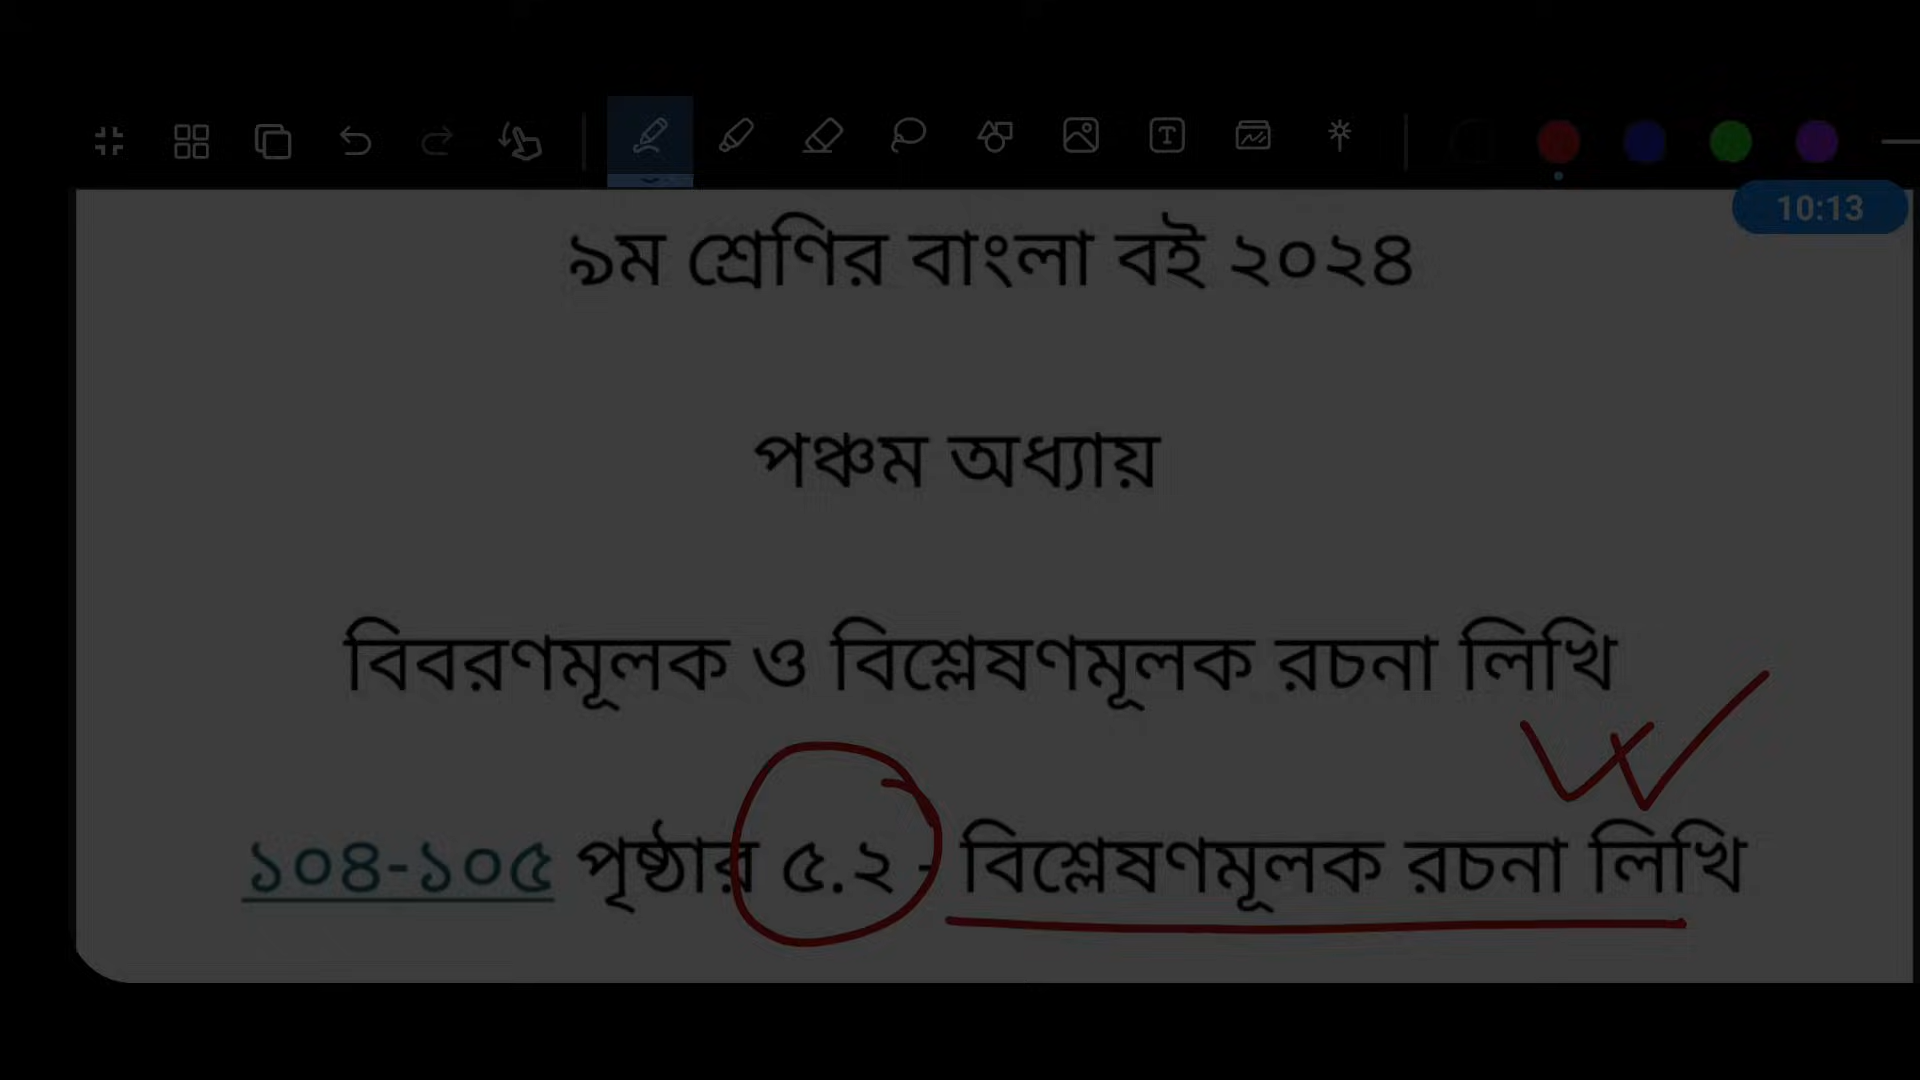 10:13
৯ম শ্রেণির বাংলা বই ২০২৪
পঞ্চম অধ্যায়
বিবরণমূলক ও বিশ্লেষণমূলক রচনা লিখি
১০৪-১০৫ পৃষ্ঠার ৫.২ - বিশ্লেষণমূলক রচনা লিখি